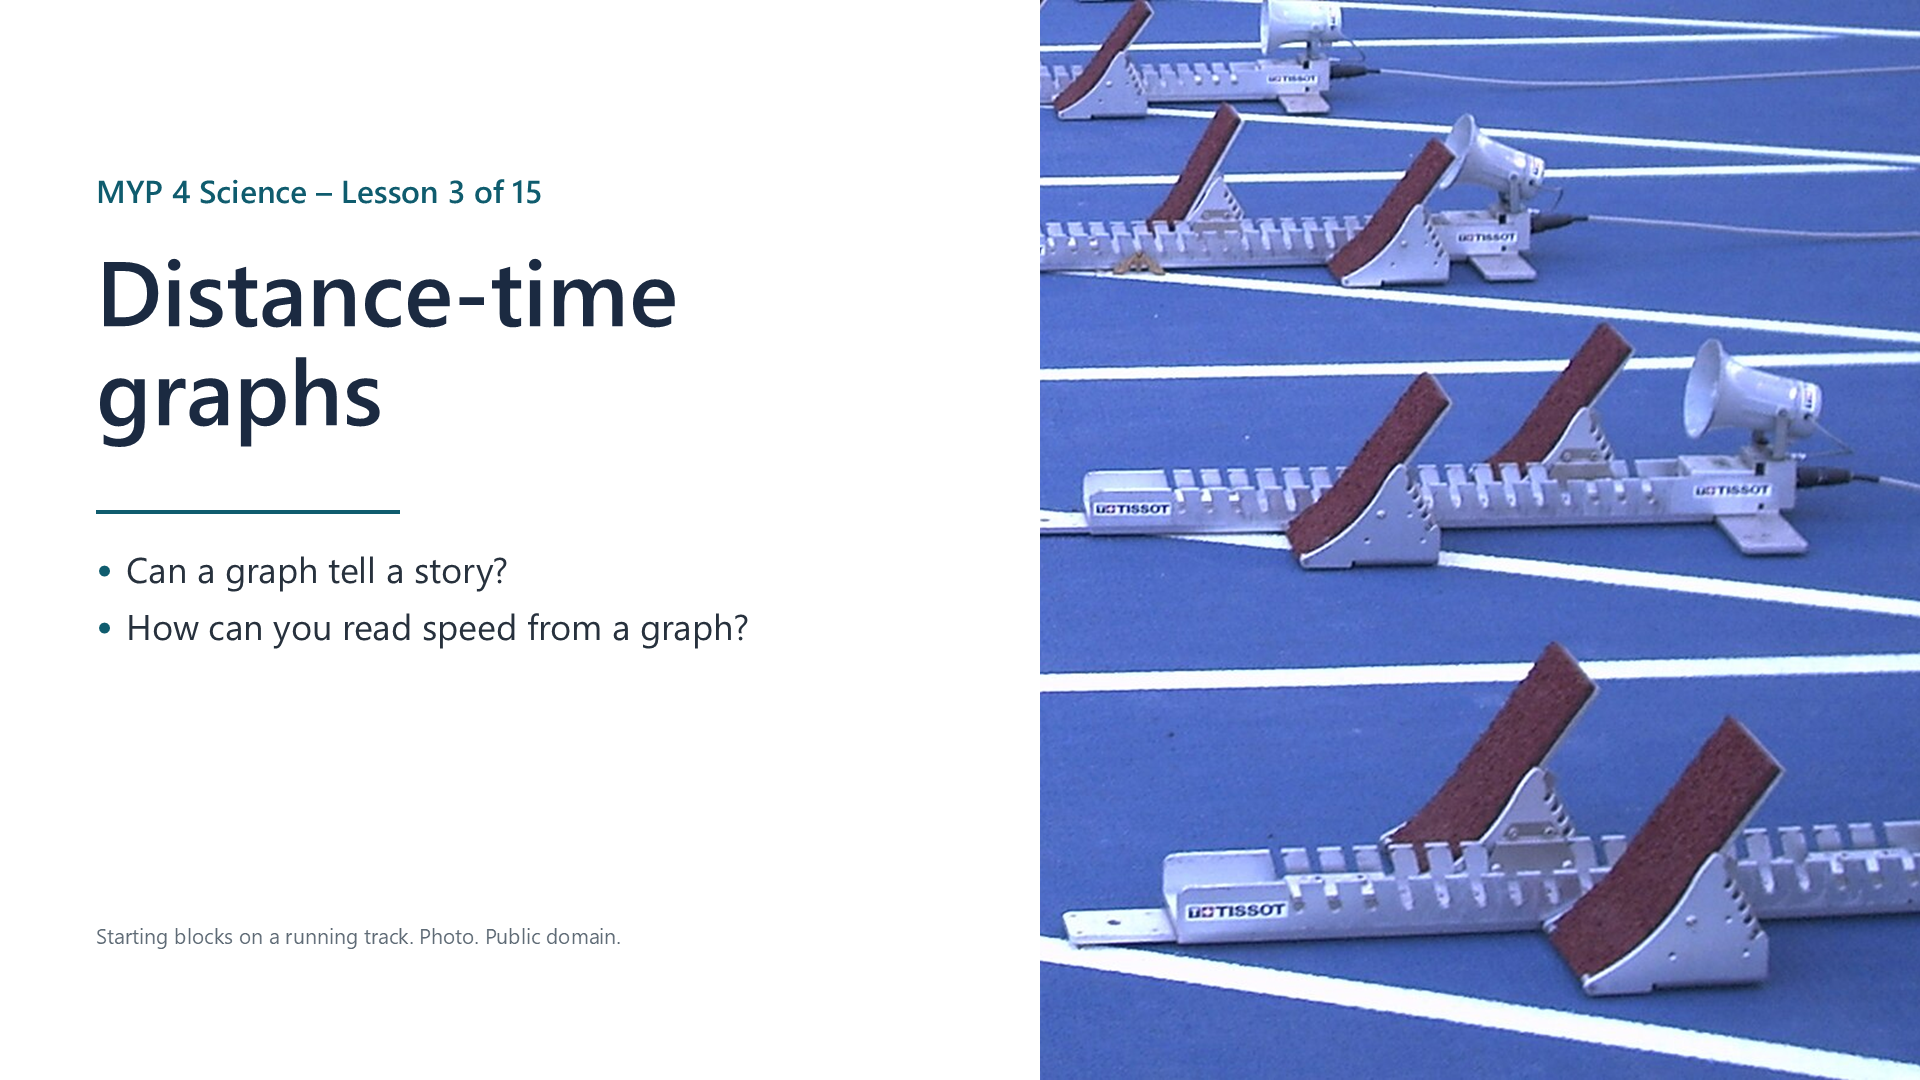 MYP 4 Science – Lesson 3 of 15
Distance-time
graphs
• Can a graph tell a story?
• How can you read speed from a graph?
Starting blocks on a running track. Photo. Public domain.
TISSOT
TISSOT
TISSOT
TISSOT
TISSOT